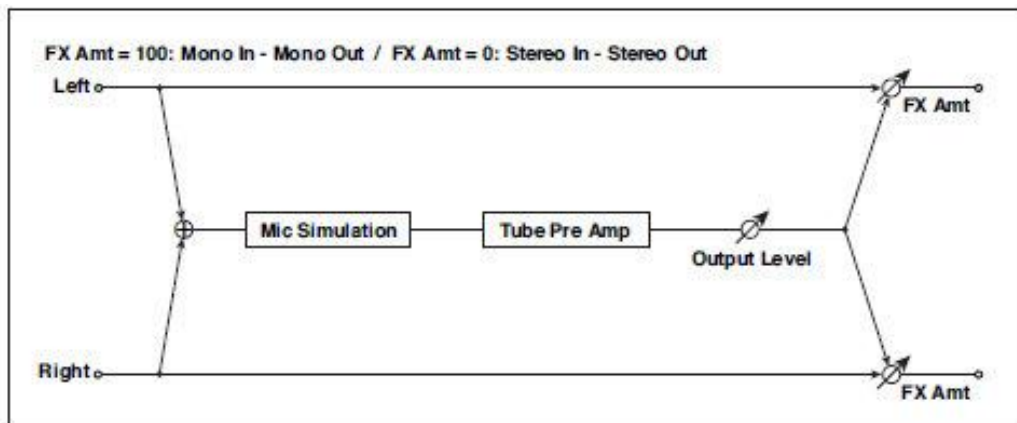 FX Amt = 100: Mono In - Mono Out / FX Amt = 0: Stereo In - Stereo Out
Left
FX Amt
Mic Simulation
Tube Pre Amp
Output Level
Right
FX Amt